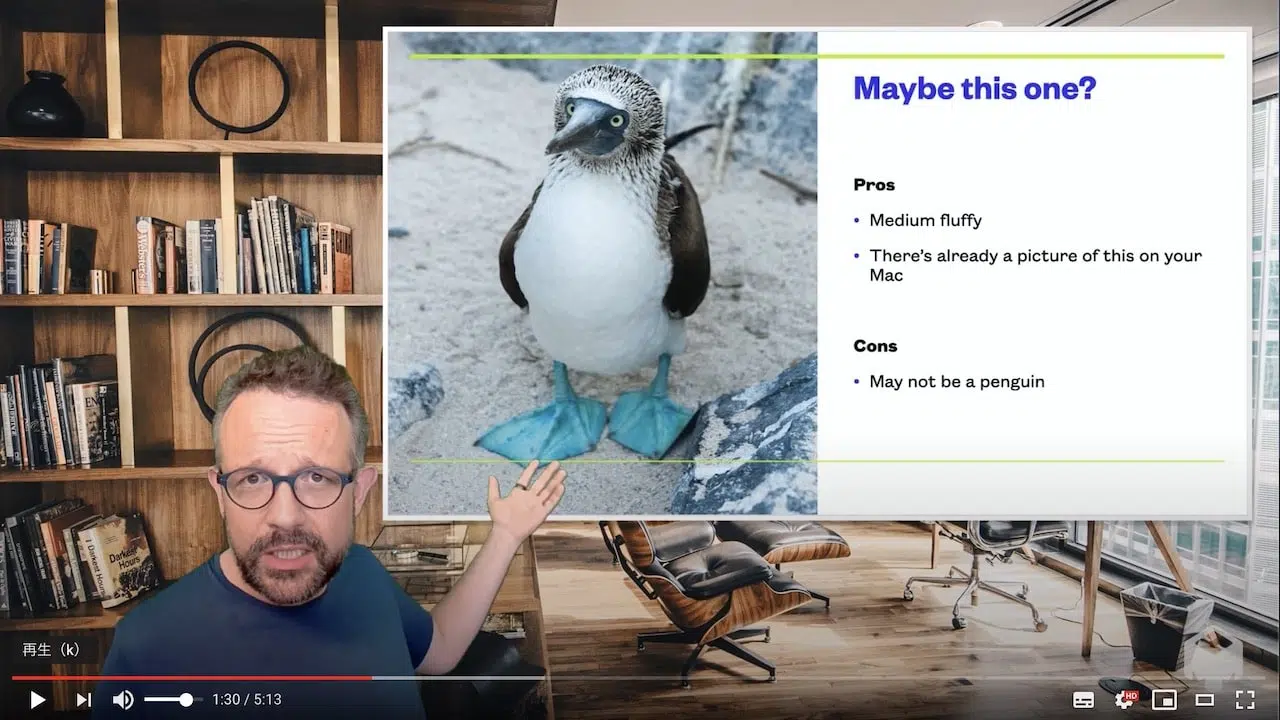 Maybe this one?
Pros
• Medium fluffy
• There's already a picture of this on your
Mac
Cons
• May not be a penguin
Darkest
Hours
再生（k）
1:30 / 5:13
HD